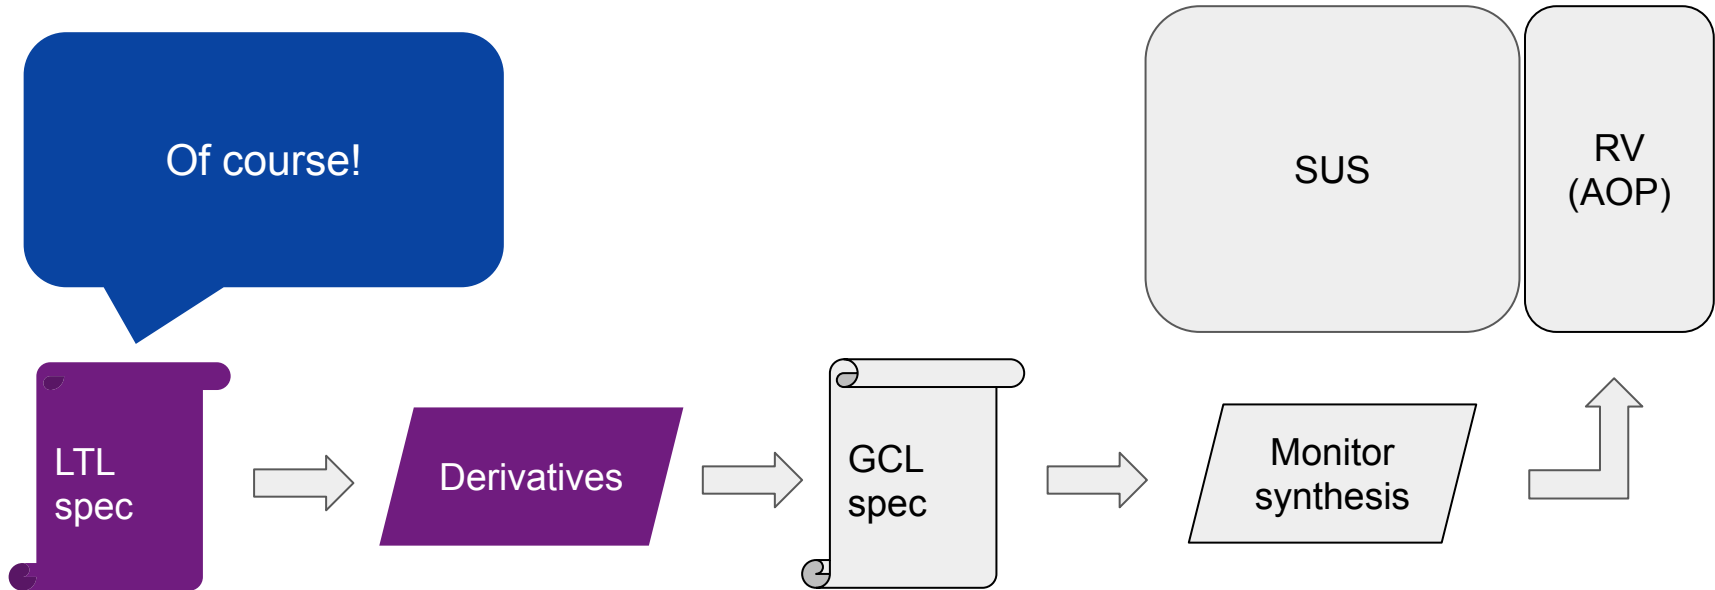 Of course!
SUS
RV
(AOP)
LTL
spec
Derivatives
GCL
spec
Monitor
synthesis